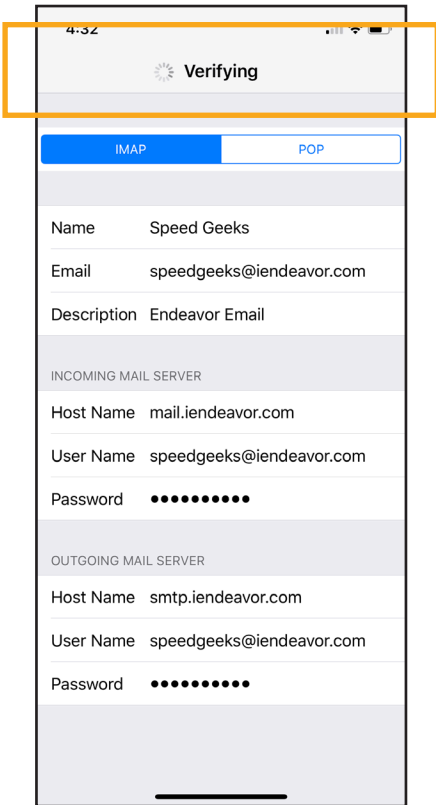 4:32
Verifying
IMAP POP
Name Speed Geeks
Email speedgeeks@iendeavor.com
Description Endeavor Email
INCOMING MAIL SERVER
Host Name mail.iendeavor.com
User Name speedgeeks@iendeavor.com
Password ●●●●●●●●●●
OUTGOING MAIL SERVER
Host Name smtp.iendeavor.com
User Name speedgeeks@iendeavor.com
Password ●●●●●●●●●●